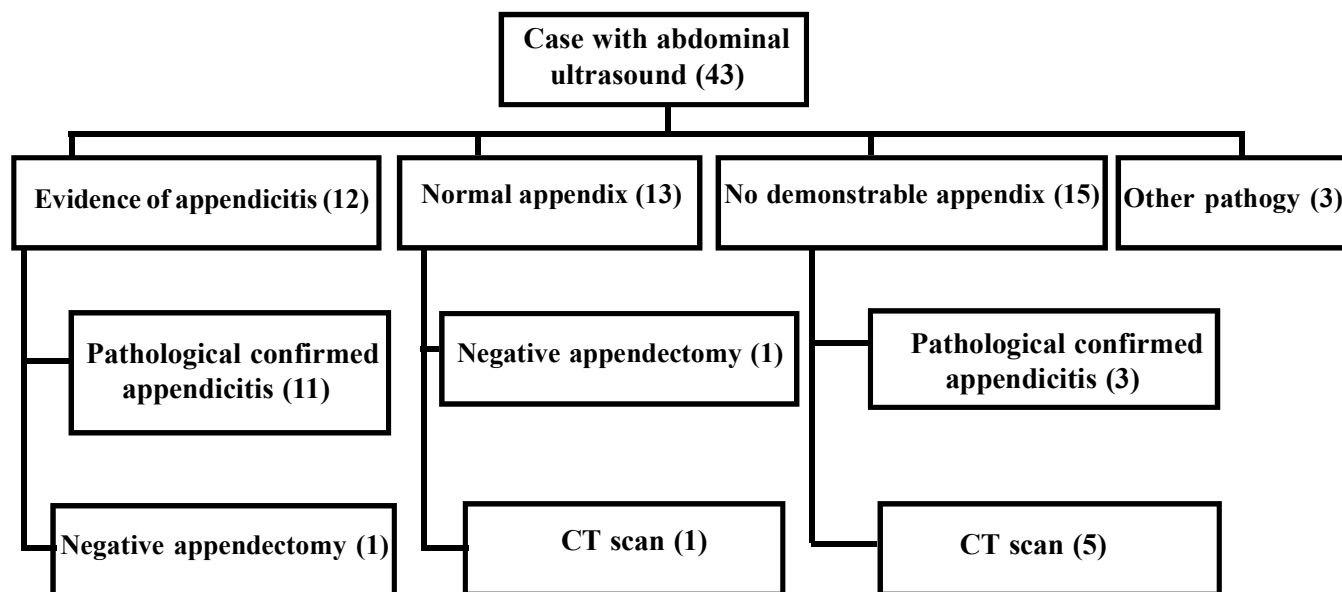 Case with abdominal
ultrasound (43)
Evidence of appendicitis (12)
Normal appendix (13)
No demonstrable appendix (15)
Other pathogy (3)
Pathological confirmed
appendicitis (11)
Negative appendectomy (1)
Pathological confirmed
appendicitis (3)
Negative appendectomy (1)
CT scan (1)
CT scan (5)